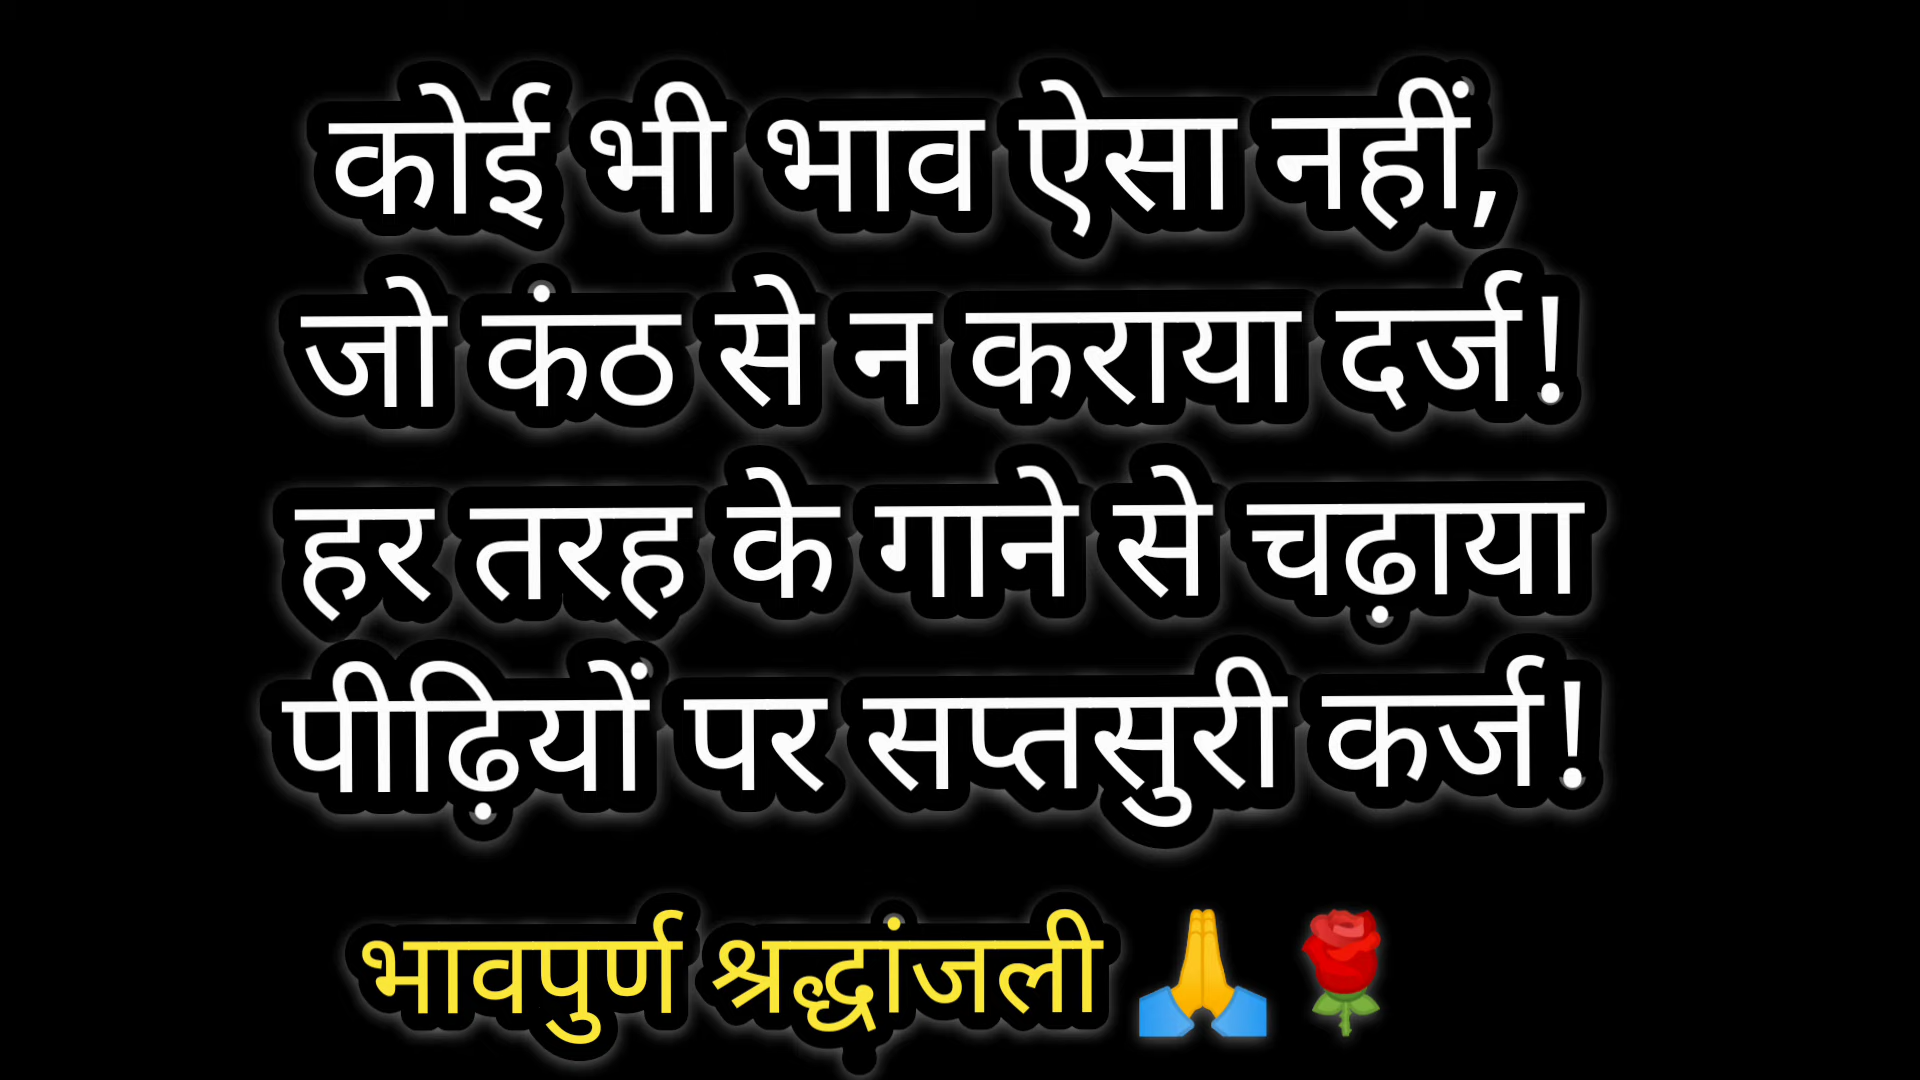 कोई भी भाव ऐसा नहीं,
जो कंठ से न कराया दर्ज!
हर तरह के गाने से चढ़ाया
पीढ़ियों पर सप्तसुरी कर्ज!
भावपुर्ण श्रद्धांजली 🙏🌹